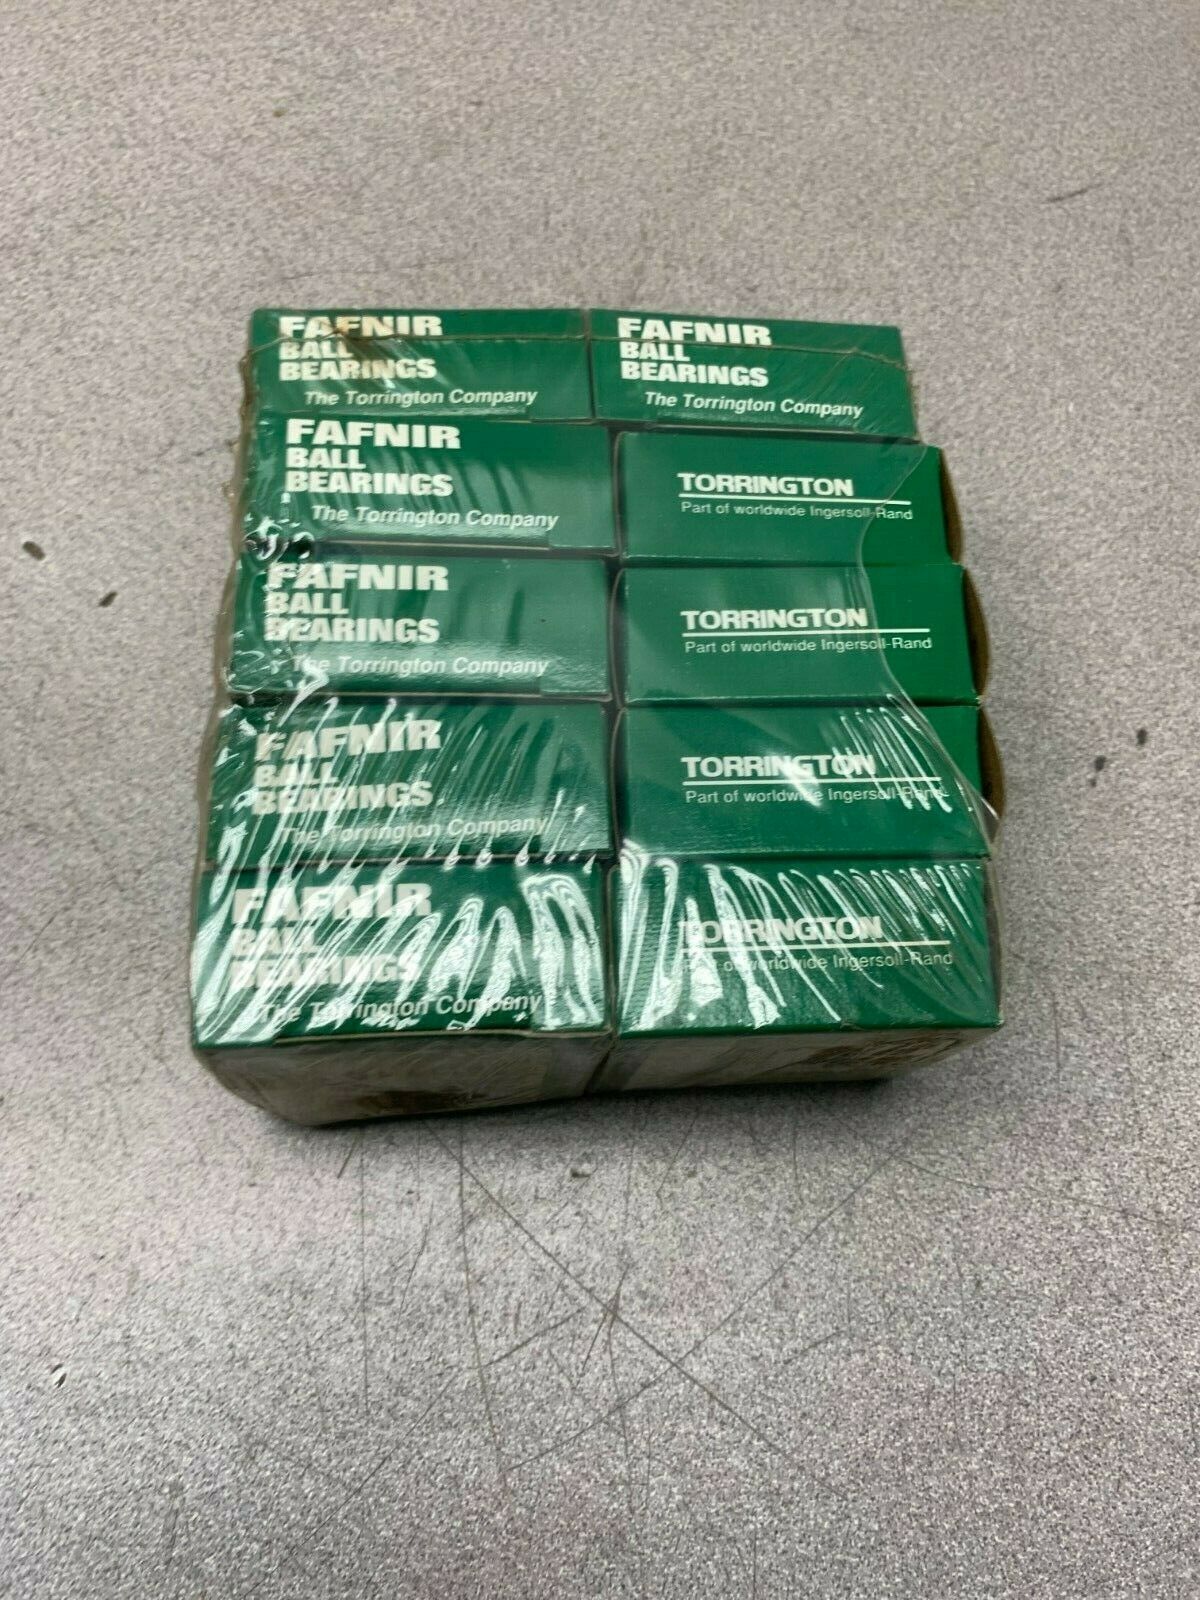 FAFNIR
BALL
BEARINGS
The Torrington Company
FAFNIR
BALL
BEARINGS
The Torrington Company
FAFNIR
BALL
BEARINGS
The Torrington Company
TORRINGTON
Part of worldwide Ingersoll-Rand
FAFNIR
BALL
BEARINGS
The Torrington Company
TORRINGTON
Part of worldwide Ingersoll-Rand
FAFNIR
BALL
BEARINGS
The Torrington Company
TORRINGTON
Part of worldwide Ingersoll-Rand
FAFNIR
BALL
BEARINGS
The Torrington Company
TORRINGTON
Part of worldwide Ingersoll-Rand